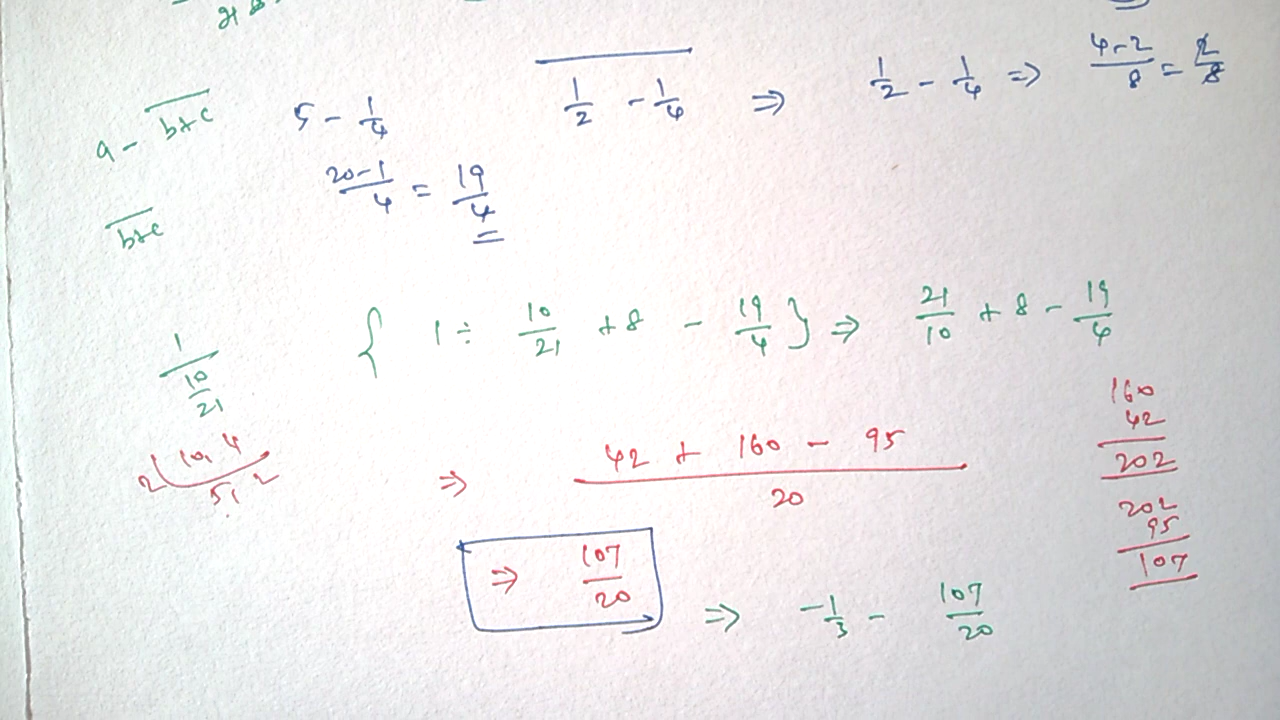 a - b+c 5 - 1/4 1/2 - 1/4 ⇒ 1/2 - 1/4 ⇒ 4-2/8 = 2/8
20-1/4 = 19/4
b+c
{ 1 ÷ 10/21 + 8 - 19/4 } ⇒ 21/10 + 8 - 19/4
1/10/21
160
42
202
2 10, 4
5, 2
⇒ 42 + 160 - 95/20
202
95
107
⇒ 107/20
⇒ -1/3 - 107/20